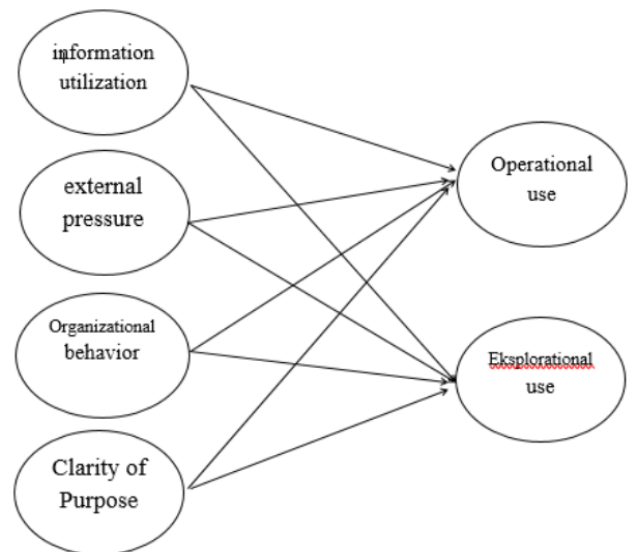 information
utilization
external
pressure
Organizational
behavior
Clarity of
Purpose
Operational
use
Eksplorational
use